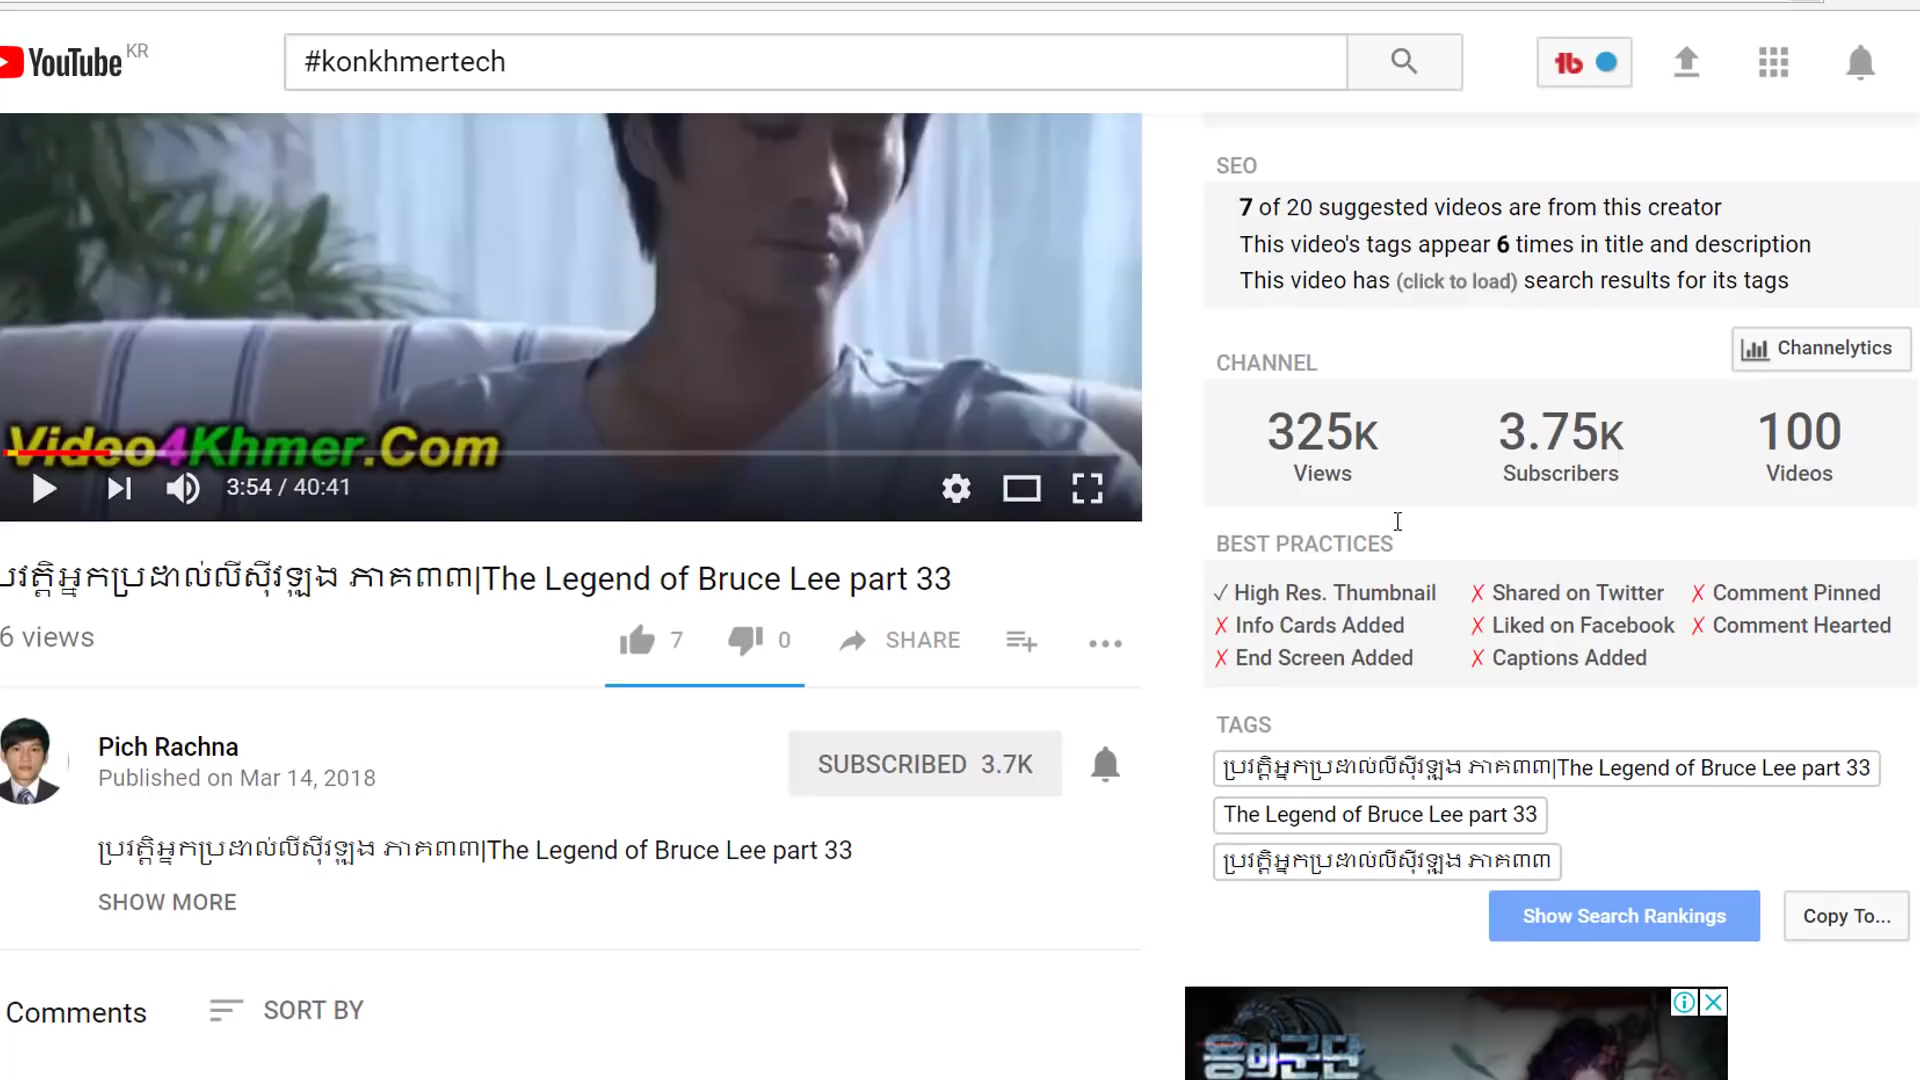 YouTube KR
#konkhmertech
Video4Khmer.Com
3:54 / 40:41
ប្រវត្តិអ្នកប្រដាល់លីស៊ីវឡុង ភាគ៣៣|The Legend of Bruce Lee part 33
6 views
7
0
SHARE
Pich Rachna
Published on Mar 14, 2018
SUBSCRIBED 3.7K
ប្រវត្តិអ្នកប្រដាល់លីស៊ីវឡុង ភាគ៣៣|The Legend of Bruce Lee part 33
SHOW MORE
Comments
SORT BY
SEO
7 of 20 suggested videos are from this creator
This video's tags appear 6 times in title and description
This video has (click to load) search results for its tags
CHANNEL
Channelytics
325K 3.75K 100
Views Subscribers Videos
BEST PRACTICES
✓ High Res. Thumbnail ✗ Shared on Twitter ✗ Comment Pinned
✗ Info Cards Added ✗ Liked on Facebook ✗ Comment Hearted
✗ End Screen Added ✗ Captions Added
TAGS
ប្រវត្តិអ្នកប្រដាល់លីស៊ីវឡុង ភាគ៣៣|The Legend of Bruce Lee part 33
The Legend of Bruce Lee part 33
ប្រវត្តិអ្នកប្រដាល់លីស៊ីវឡុង ភាគ៣៣
Show Search Rankings
Copy To...
용의군단